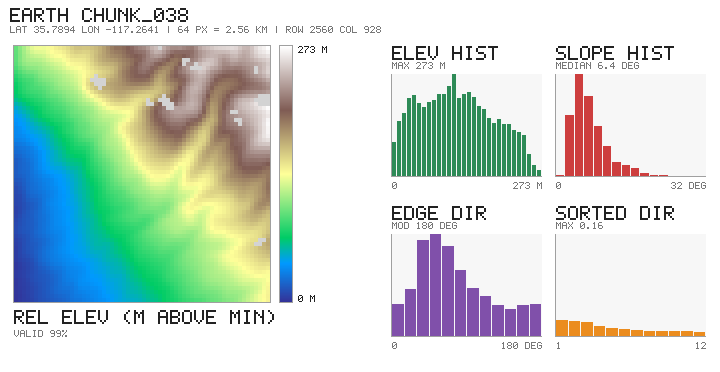 EARTH CHUNK_038
LAT 35.7894 LON -117.2641 | 64 PX = 2.56 KM | ROW 2560 COL 928
273 M
0 M
REL ELEV (M ABOVE MIN)
VALID 99%
ELEV HIST
MAX 273 M
0 273 M
SLOPE HIST
MEDIAN 6.4 DEG
0 32 DEG
EDGE DIR
MOD 180 DEG
0 180 DEG
SORTED DIR
MAX 0.16
1 12